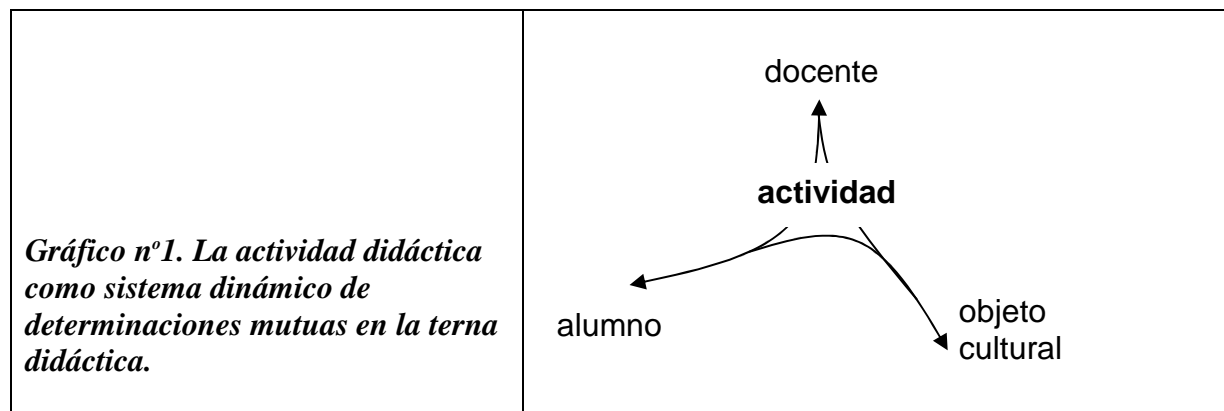 Gráfico nº1. La actividad didáctica
como sistema dinámico de
determinaciones mutuas en la terna
didáctica.
docente
actividad
alumno
objeto
cultural